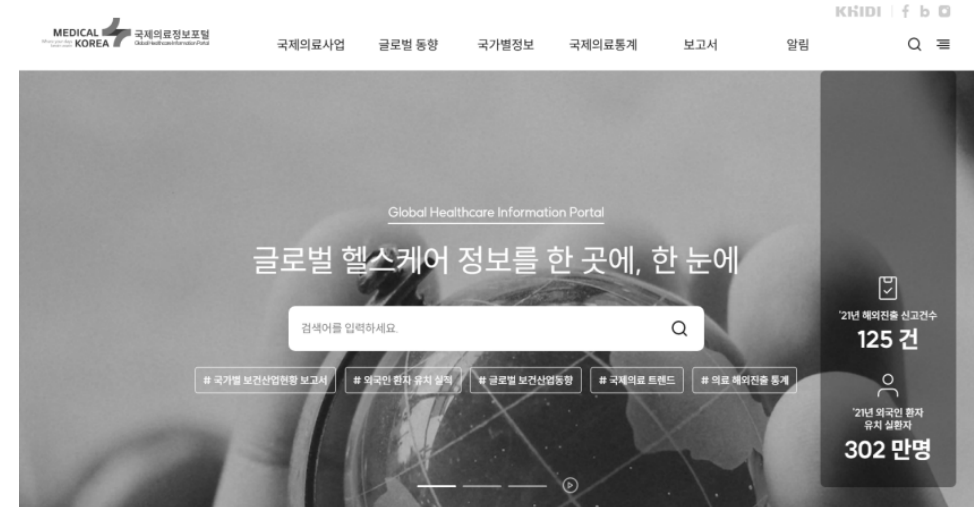 KHIDI f b
MEDICAL KOREA 국제의료정보포털
Global Healthcare Information Portal
국제의료사업 글로벌 동향 국가별정보 국제의료통계 보고서 알림
Global Healthcare Information Portal
글로벌 헬스케어 정보를 한 곳에, 한 눈에
검색어를 입력하세요.
# 국가별 보건산업현황 보고서 # 외국인 환자 유치 실적 # 글로벌 보건산업동향 # 국제의료 트렌드 # 의료 해외진출 통계
'21년 해외진출 신고건수
125 건
'21년 외국인 환자
유치 실환자
302 만명